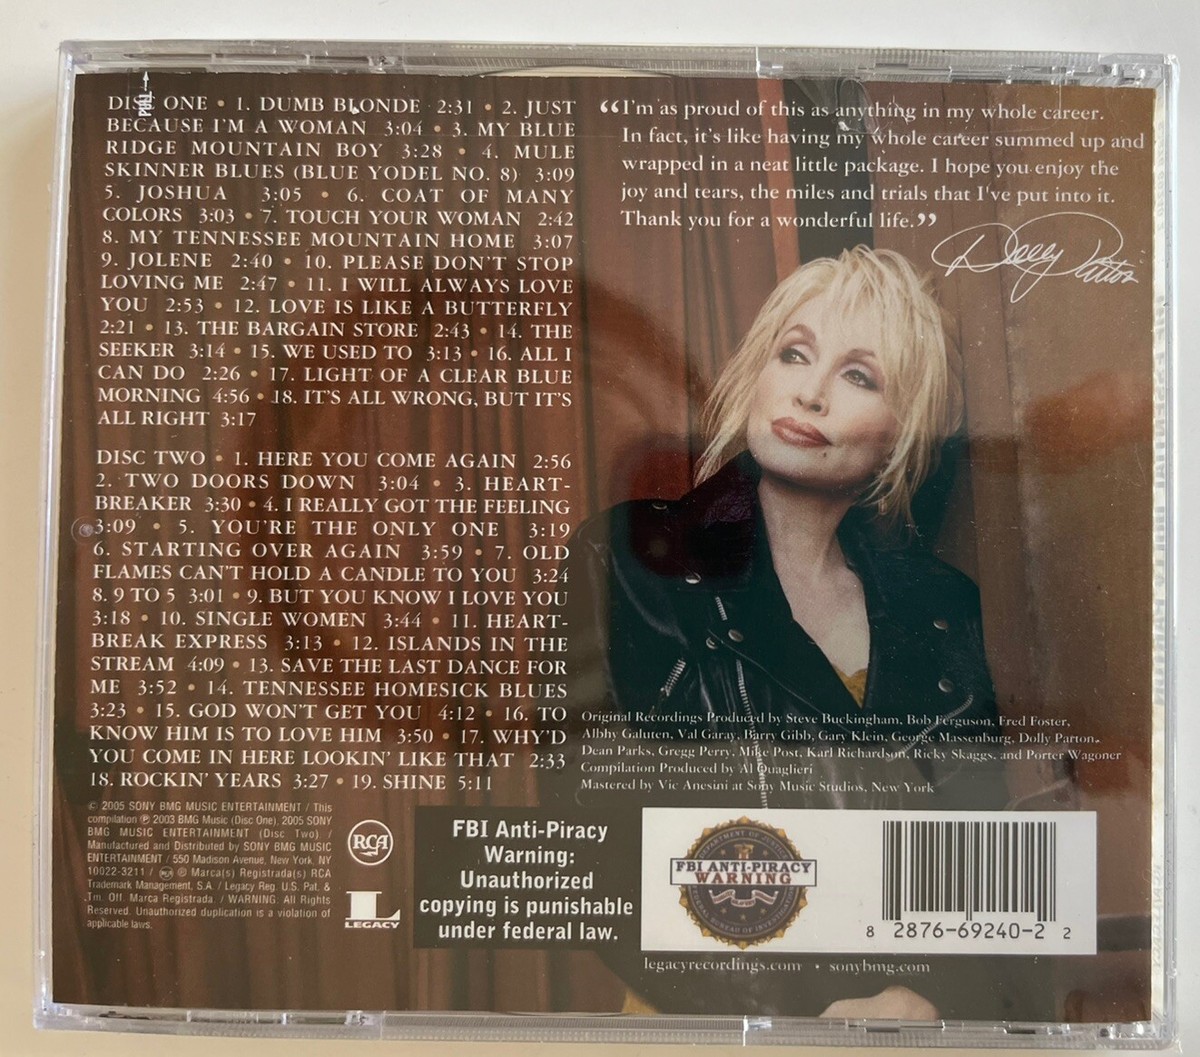 PULL
DISC ONE • 1. DUMB BLONDE 2:31 • 2. JUST
BECAUSE I'M A WOMAN 3:04 • 3. MY BLUE
RIDGE MOUNTAIN BOY 3:28 • 4. MULE
SKINNER BLUES (BLUE YODEL NO. 8) 3:09
5. JOSHUA 3:05 • 6. COAT OF MANY
COLORS 3:03 • 7. TOUCH YOUR WOMAN 2:42
8. MY TENNESSEE MOUNTAIN HOME 3:07
9. JOLENE 2:40 • 10. PLEASE DON'T STOP
LOVING ME 2:47 • 11. I WILL ALWAYS LOVE
YOU 2:53 • 12. LOVE IS LIKE A BUTTERFLY
2:21 • 13. THE BARGAIN STORE 2:43 • 14. THE
SEEKER 3:14 • 15. WE USED TO 3:13 • 16. ALL I
CAN DO 2:26 • 17. LIGHT OF A CLEAR BLUE
MORNING 4:56 • 18. IT'S ALL WRONG, BUT IT'S
ALL RIGHT 3:17
DISC TWO • 1. HERE YOU COME AGAIN 2:56
2. TWO DOORS DOWN 3:04 • 3. HEART-
BREAKER 3:30 • 4. I REALLY GOT THE FEELING
3:09 • 5. YOU'RE THE ONLY ONE 3:19
6. STARTING OVER AGAIN 3:59 • 7. OLD
FLAMES CAN'T HOLD A CANDLE TO YOU 3:24
8. 9 TO 5 3:01 • 9. BUT YOU KNOW I LOVE YOU
3:18 • 10. SINGLE WOMEN 3:44 • 11. HEART-
BREAK EXPRESS 3:13 • 12. ISLANDS IN THE
STREAM 4:09 • 13. SAVE THE LAST DANCE FOR
ME 3:52 • 14. TENNESSEE HOMESICK BLUES
3:23 • 15. GOD WON'T GET YOU 4:12 • 16. TO
KNOW HIM IS TO LOVE HIM 3:50 • 17. WHY'D
YOU COME IN HERE LOOKIN' LIKE THAT 2:33
18. ROCKIN' YEARS 3:27 • 19. SHINE 5:11
“I'm as proud of this as anything in my whole career.
In fact, it's like having my whole career summed up and
wrapped in a neat little package. I hope you enjoy the
joy and tears, the miles and trials that I've put into it.
Thank you for a wonderful life.”
Dolly Parton
Original Recordings Produced by Steve Buckingham, Bob Ferguson, Fred Foster,
Albhy Galuten, Val Garay, Barry Gibb, Gary Klein, George Massenburg, Dolly Parton,
Dean Parks, Gregg Perry, Mike Post, Karl Richardson, Ricky Skaggs, and Porter Wagoner
Compilation Produced by Al Quaglieri
Mastered by Vic Anesini at Sony Music Studios, New York
© 2005 SONY BMG MUSIC ENTERTAINMENT / This
compilation ℗ 2003 BMG Music (Disc One), 2005 SONY
BMG MUSIC ENTERTAINMENT (Disc Two) /
Manufactured and Distributed by SONY BMG MUSIC
ENTERTAINMENT / 550 Madison Avenue, New York, NY
10022-3211 / RCA ® Marca(s) Registrada(s) RCA
Trademark Management, S.A. / Legacy Reg. U.S. Pat. &
Tm. Off. Marca Registrada / WARNING: All Rights
Reserved. Unauthorized duplication is a violation of
applicable laws.
RCA
L
LEGACY
FBI Anti-Piracy
Warning:
Unauthorized
copying is punishable
under federal law.
DEPARTMENT OF JUSTICE
FBI ANTI-PIRACY
WARNING
FEDERAL BUREAU OF INVESTIGATION
8 2876-69240-2 2
legacyrecordings.com • sonybmg.com